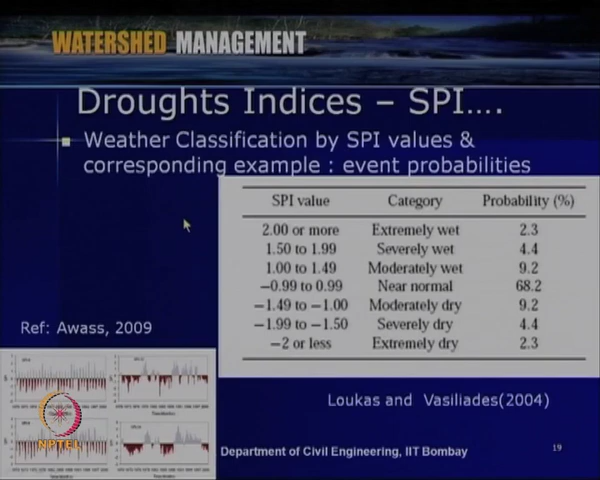 WATERSHED MANAGEMENT
Droughts Indices – SPI….
Weather Classification by SPI values &
corresponding example : event probabilities
SPI value Category Probability (%)
2.00 or more Extremely wet 2.3
1.50 to 1.99 Severely wet 4.4
1.00 to 1.49 Moderately wet 9.2
−0.99 to 0.99 Near normal 68.2
−1.49 to −1.00 Moderately dry 9.2
−1.99 to −1.50 Severely dry 4.4
−2 or less Extremely dry 2.3
Ref: Awass, 2009
Loukas and Vasiliades(2004)
NPTEL
Department of Civil Engineering, IIT Bombay
19